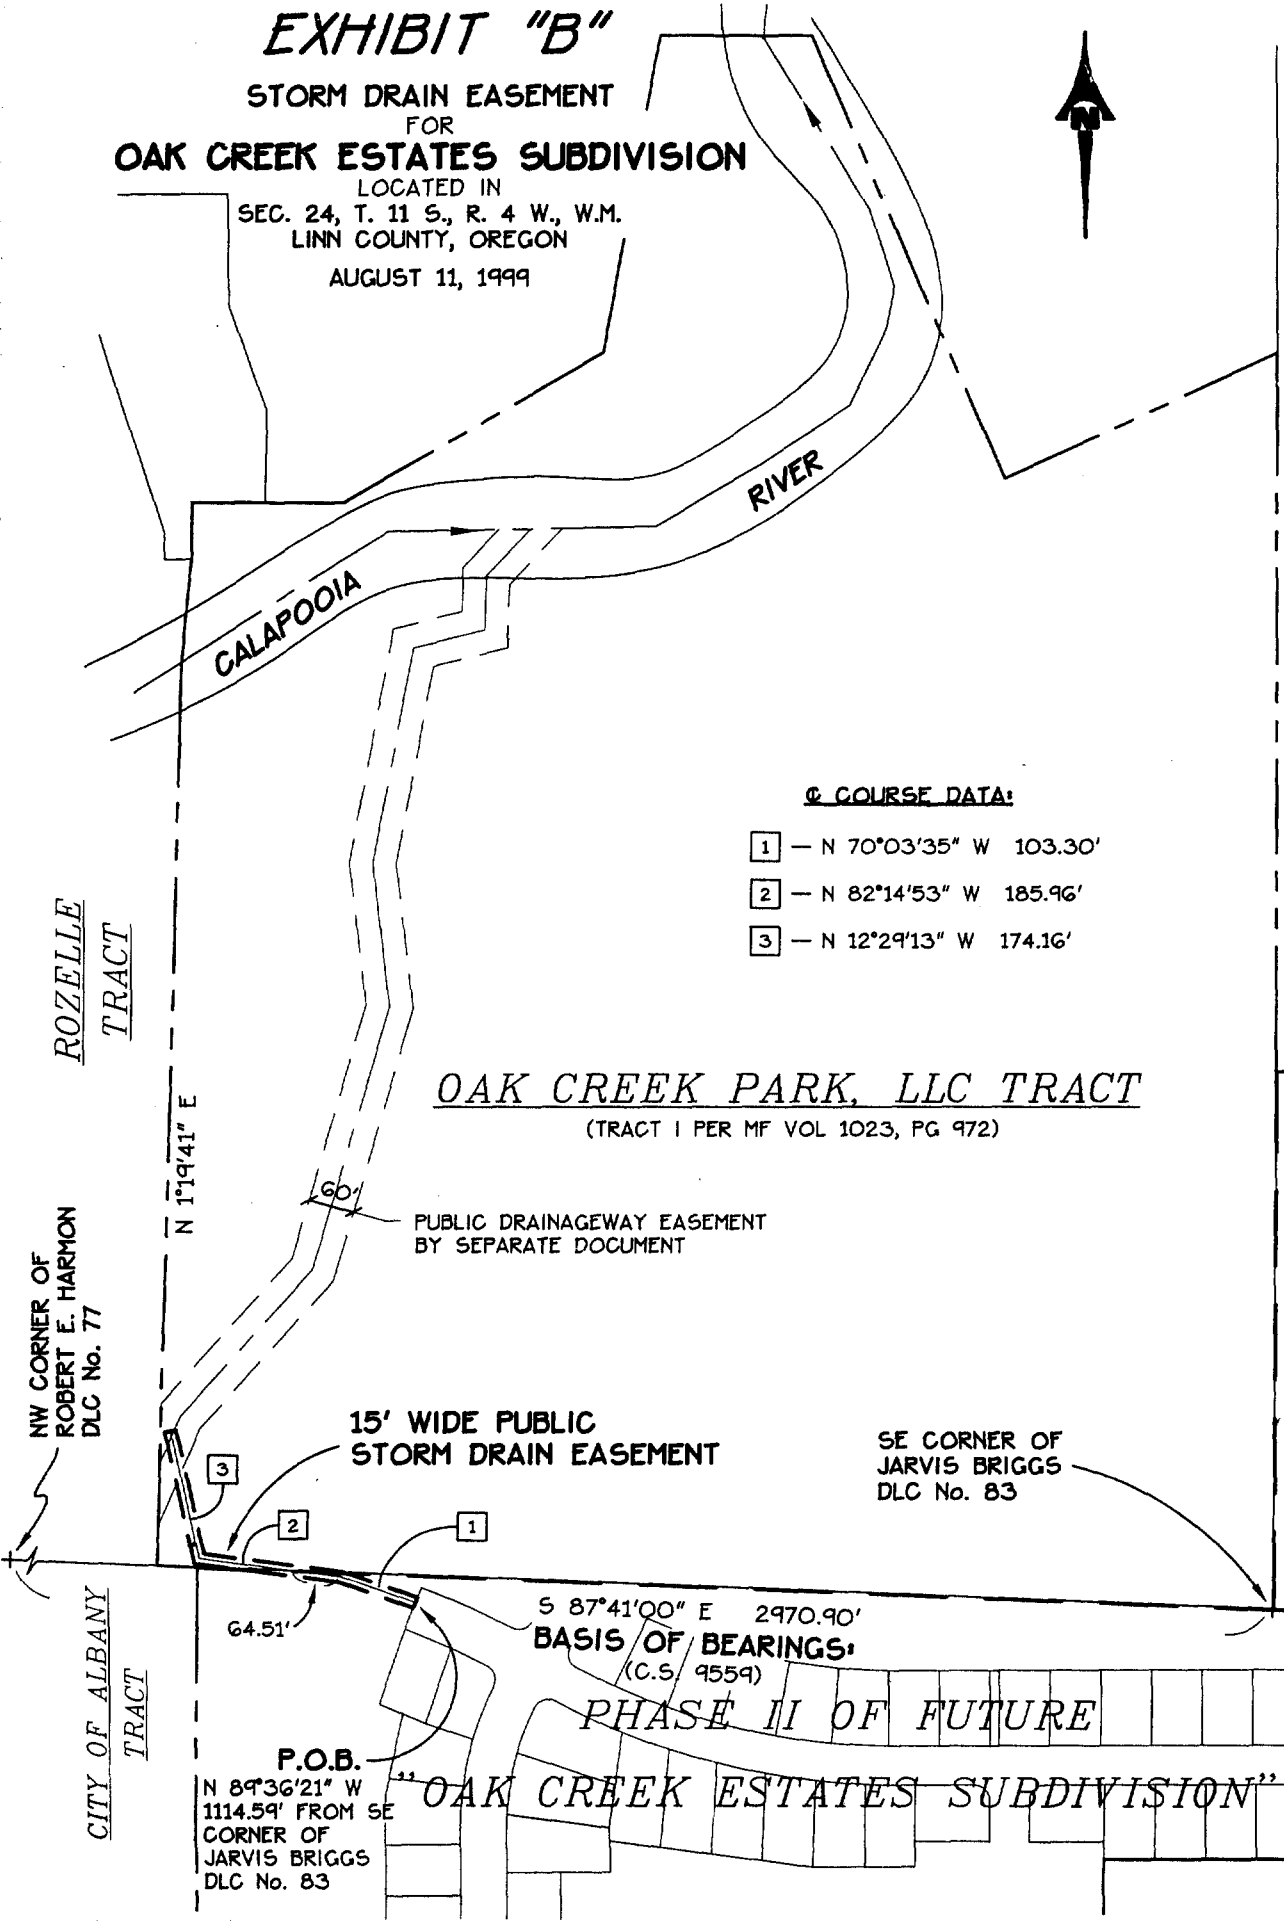 EXHIBIT "B"
STORM DRAIN EASEMENT
FOR
OAK CREEK ESTATES SUBDIVISION
LOCATED IN
SEC. 24, T. 11 S., R. 4 W., W.M.
LINN COUNTY, OREGON
AUGUST 11, 1999
N
CALAPOOIA
RIVER
℄ COURSE DATA:
1 — N 70°03'35" W 103.30'
2 — N 82°14'53" W 185.96'
3 — N 12°29'13" W 174.16'
ROZELLE
TRACT
N 1°19'41" E
OAK CREEK PARK, LLC TRACT
(TRACT I PER MF VOL 1023, PG 972)
60'
PUBLIC DRAINAGEWAY EASEMENT
BY SEPARATE DOCUMENT
NW CORNER OF
ROBERT E. HARMON
DLC No. 77
15' WIDE PUBLIC
STORM DRAIN EASEMENT
SE CORNER OF
JARVIS BRIGGS
DLC No. 83
3
2
1
64.51'
S 87°41'00" E 2970.90'
BASIS OF BEARINGS:
(C.S. 9559)
CITY OF ALBANY
TRACT
PHASE II OF FUTURE
"OAK CREEK ESTATES SUBDIVISION"
P.O.B.
N 89°36'21" W
1114.59' FROM SE
CORNER OF
JARVIS BRIGGS
DLC No. 83